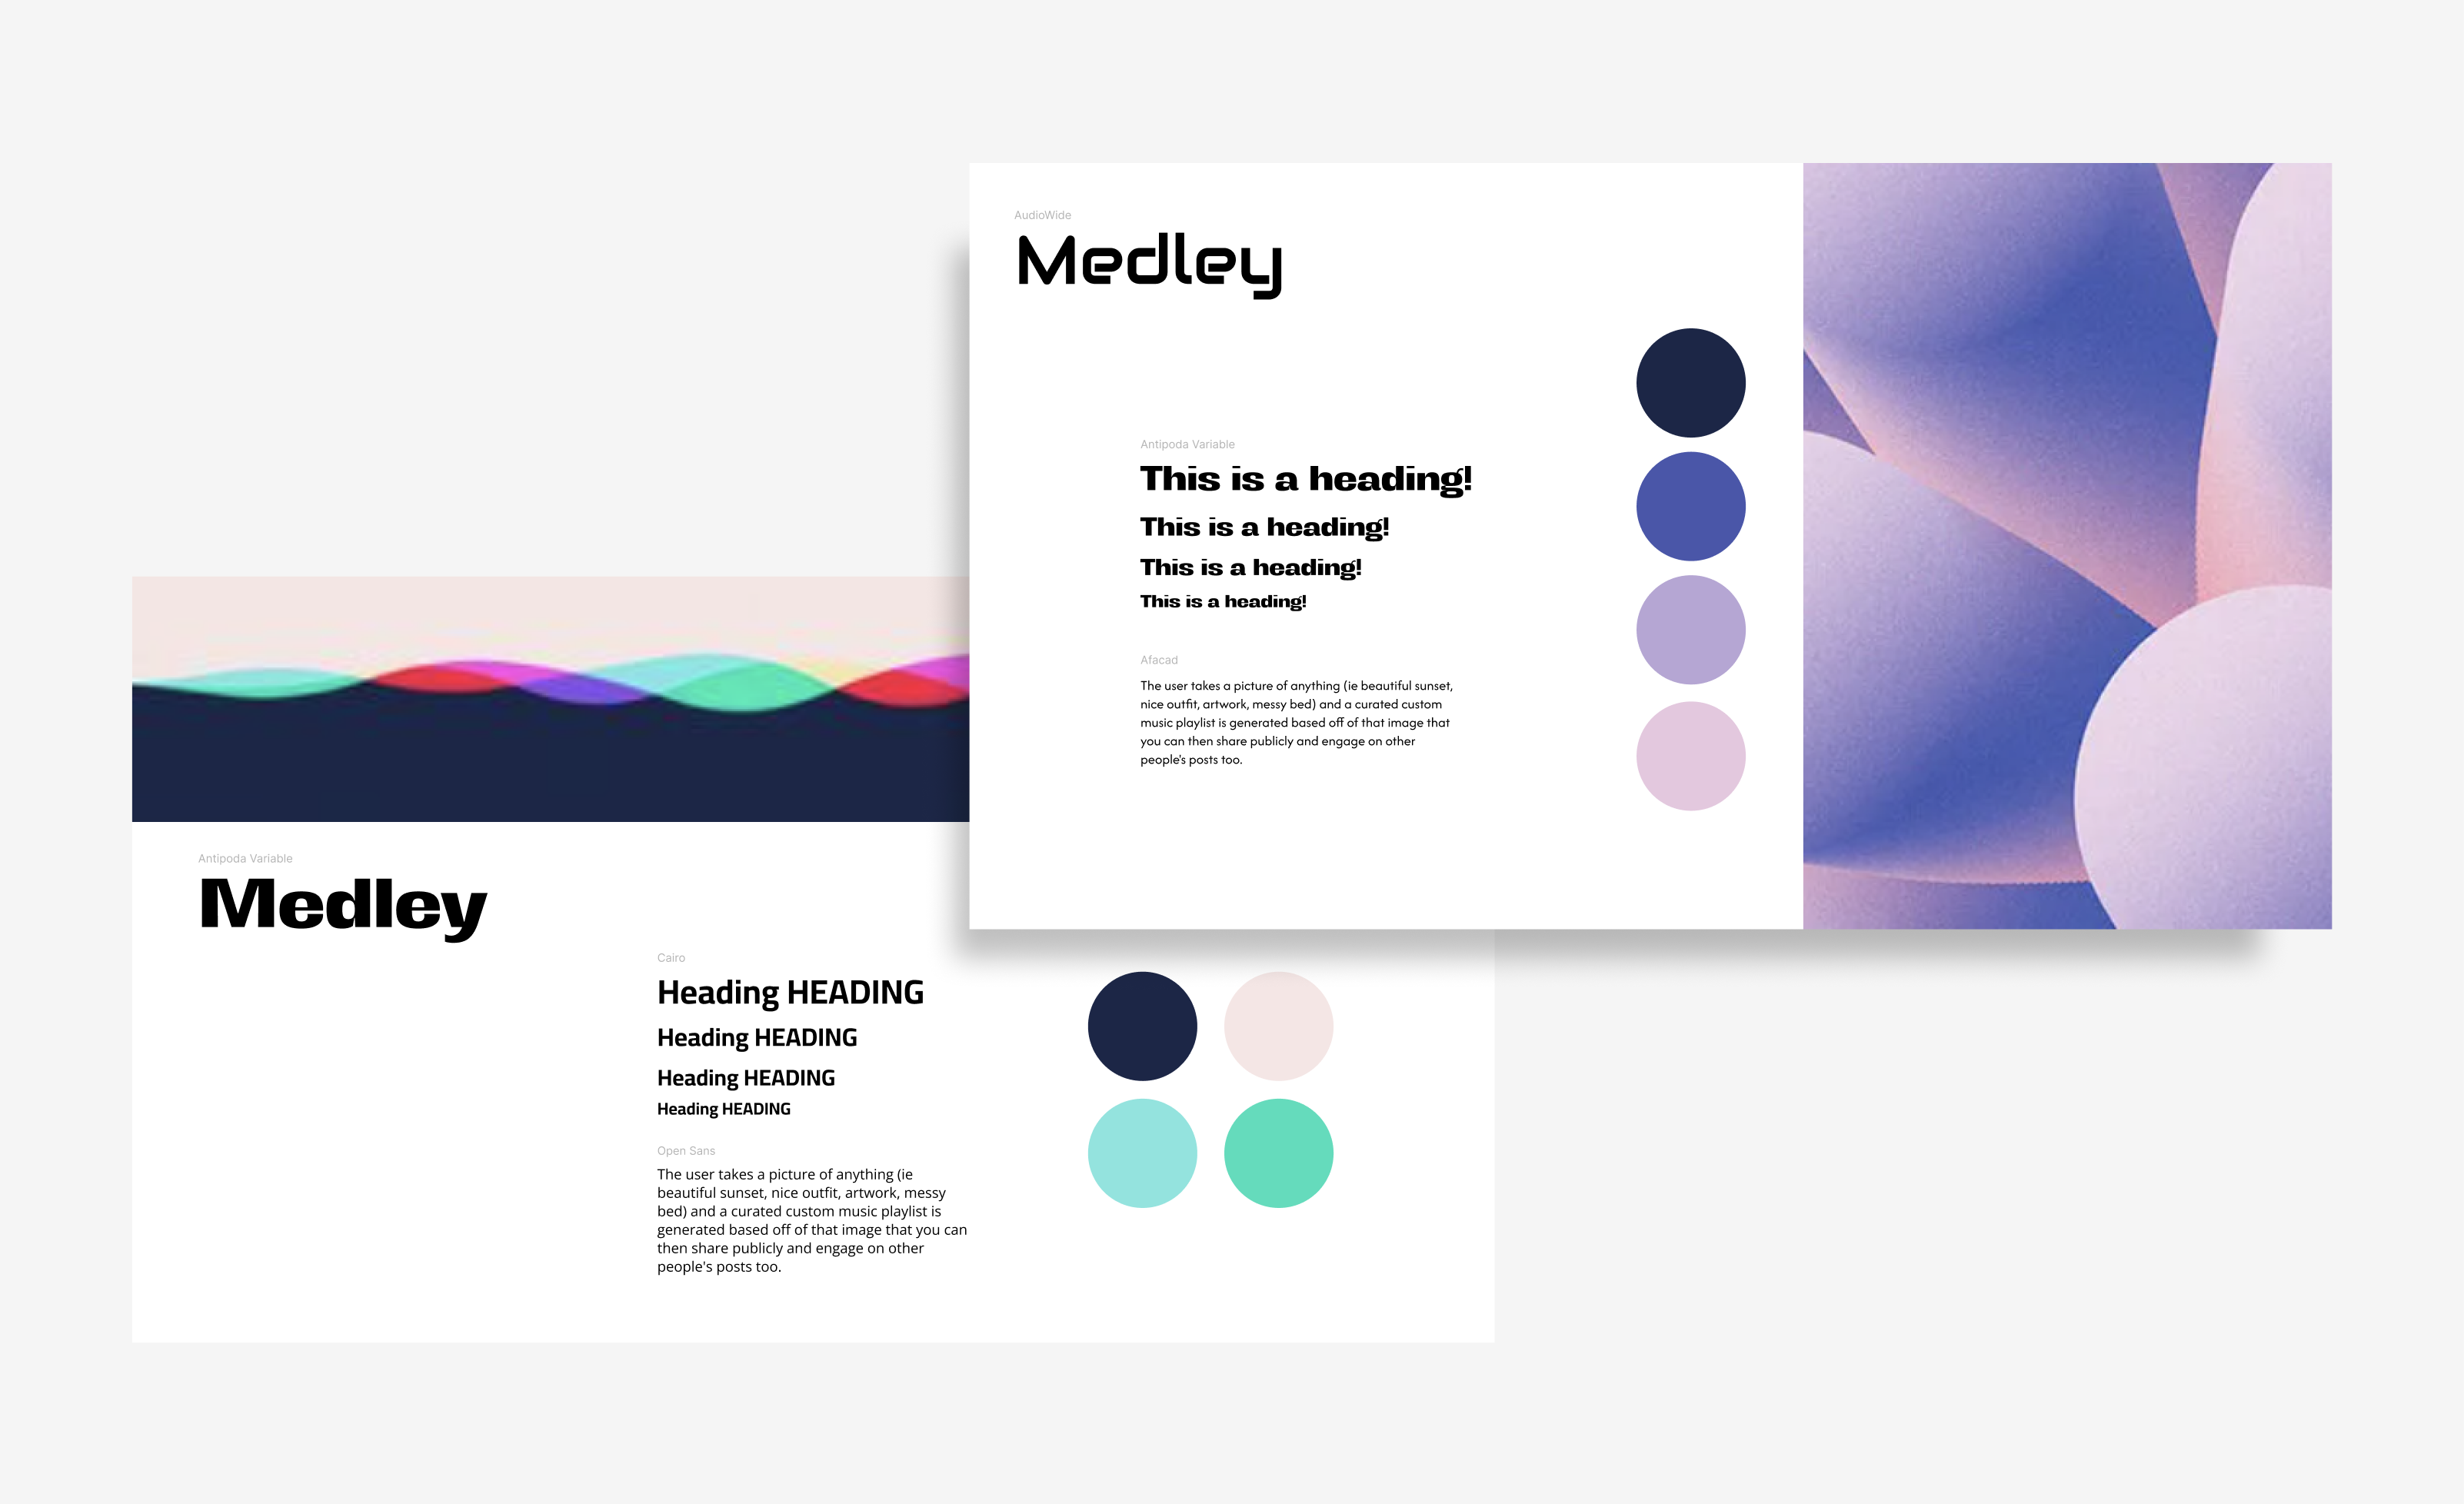 AudioWide
Medley
Antipoda Variable
This is a heading!
This is a heading!
This is a heading!
This is a heading!
Afacad
The user takes a picture of anything (ie beautiful sunset,
nice outfit, artwork, messy bed) and a curated custom
music playlist is generated based off of that image that
you can then share publicly and engage on other
people's posts too.
Antipoda Variable
Medley
Cairo
Heading HEADING
Heading HEADING
Heading HEADING
Heading HEADING
Open Sans
The user takes a picture of anything (ie
beautiful sunset, nice outfit, artwork, messy
bed) and a curated custom music playlist is
generated based off of that image that you can
then share publicly and engage on other
people's posts too.